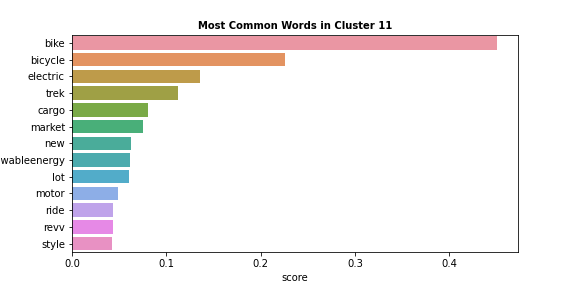 Most Common Words in Cluster 11
bike
bicycle
electric
trek
cargo
market
new
wableenergy
lot
motor
ride
revv
style
0.0 0.1 0.2 0.3 0.4
score